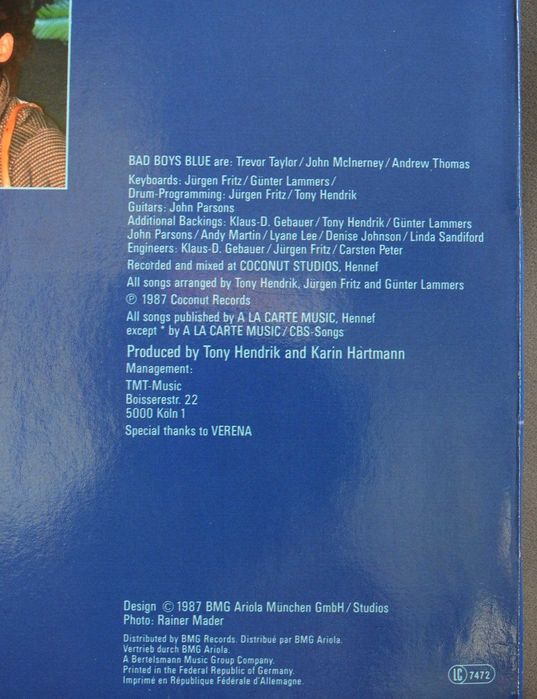 BAD BOYS BLUE are: Trevor Taylor/John McInerney/Andrew Thomas
Keyboards: Jürgen Fritz/Günter Lammers/
Drum-Programming: Jürgen Fritz/Tony Hendrik
Guitars: John Parsons
Additional Backings: Klaus-D. Gebauer/Tony Hendrik/Günter Lammers
John Parsons/Andy Martin/Lyane Lee/Denise Johnson/Linda Sandiford
Engineers: Klaus-D. Gebauer/Jürgen Fritz/Carsten Peter
Recorded and mixed at COCONUT STUDIOS, Hennef
All songs arranged by Tony Hendrik, Jürgen Fritz and Günter Lammers
℗ 1987 Coconut Records
All songs published by A LA CARTE MUSIC, Hennef
except * by A LA CARTE MUSIC/CBS-Songs
Produced by Tony Hendrik and Karin Hartmann
Management:
TMT-Music
Boisserestr. 22
5000 Köln 1
Special thanks to VERENA
Design © 1987 BMG Ariola München GmbH/Studios
Photo: Rainer Mader
Distributed by BMG Records. Distribué par BMG Ariola.
Vertrieb durch BMG Ariola.
A Bertelsmann Music Group Company.
Printed in the Federal Republic of Germany.
Imprimé en République Fédérale d'Allemagne.
LC 7472